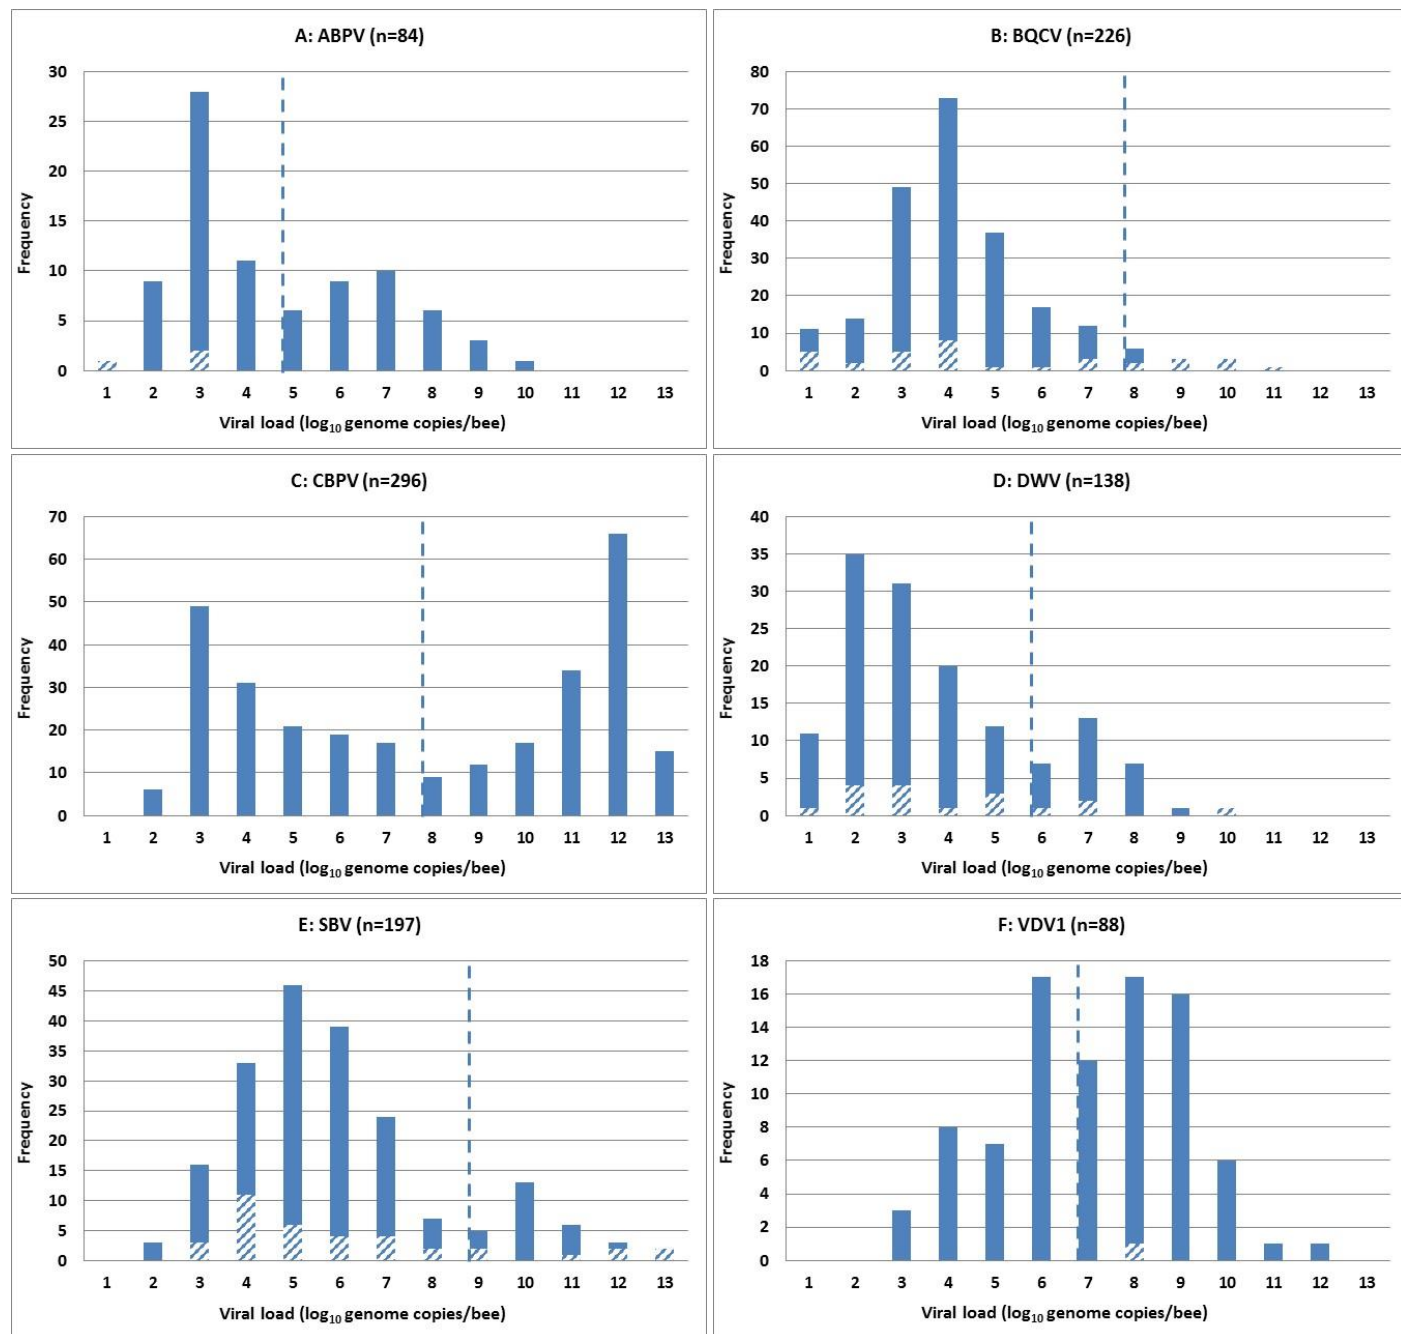 A: ABPV (n=84)
30
25
20
15
10
5
0
Frequency
1 2 3 4 5 6 7 8 9 10 11 12 13
Viral load (log₁₀ genome copies/bee)
B: BQCV (n=226)
80
70
60
50
40
30
20
10
0
Frequency
1 2 3 4 5 6 7 8 9 10 11 12 13
Viral load (log₁₀ genome copies/bee)
C: CBPV (n=296)
70
60
50
40
30
20
10
0
Frequency
1 2 3 4 5 6 7 8 9 10 11 12 13
Viral load (log₁₀ genome copies/bee)
D: DWV (n=138)
40
35
30
25
20
15
10
5
0
Frequency
1 2 3 4 5 6 7 8 9 10 11 12 13
Viral load (log₁₀ genome copies/bee)
E: SBV (n=197)
50
45
40
35
30
25
20
15
10
5
0
Frequency
1 2 3 4 5 6 7 8 9 10 11 12 13
Viral load (log₁₀ genome copies/bee)
F: VDV1 (n=88)
18
16
14
12
10
8
6
4
2
0
Frequency
1 2 3 4 5 6 7 8 9 10 11 12 13
Viral load (log₁₀ genome copies/bee)